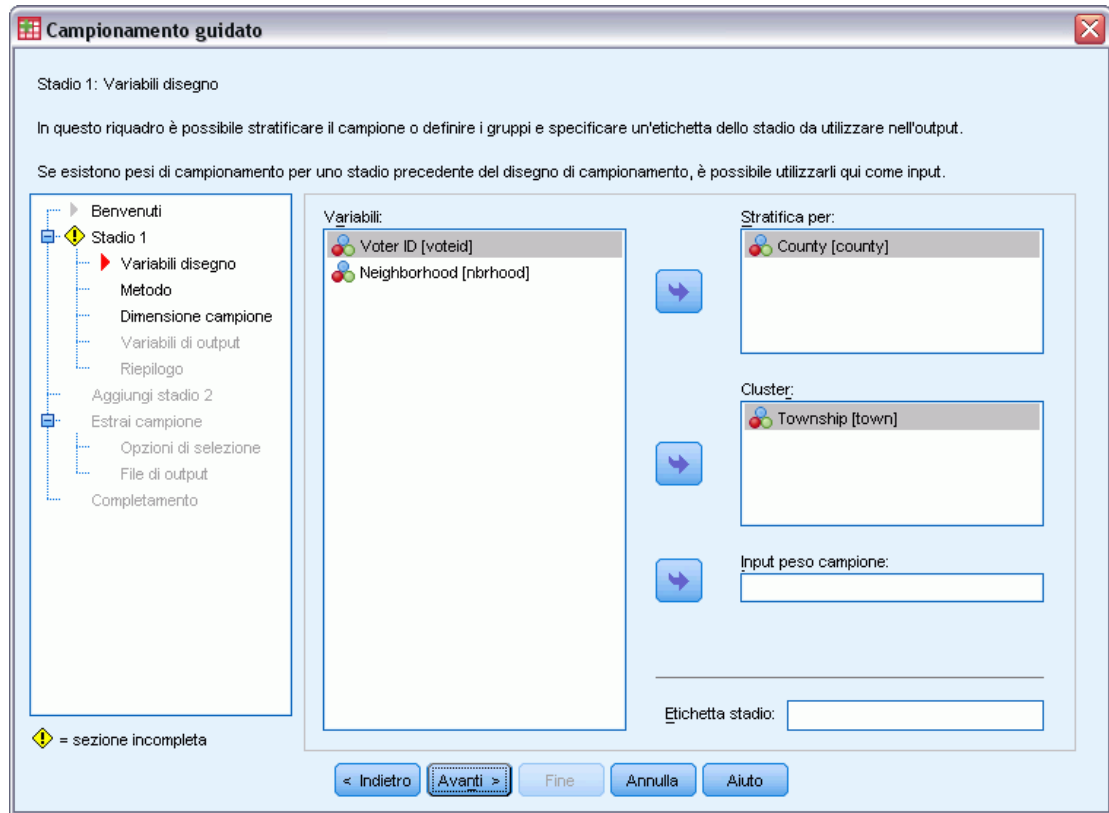 Campionamento guidato
Stadio 1: Variabili disegno
In questo riquadro è possibile stratificare il campione o definire i gruppi e specificare un'etichetta dello stadio da utilizzare nell'output.
Se esistono pesi di campionamento per uno stadio precedente del disegno di campionamento, è possibile utilizzarli qui come input.
Benvenuti
Stadio 1
Variabili disegno
Metodo
Dimensione campione
Variabili di output
Riepilogo
Aggiungi stadio 2
Estrai campione
Opzioni di selezione
File di output
Completamento
! = sezione incompleta
Variabili:
Voter ID [voteid]
Neighborhood [nbrhood]
Stratifica per:
County [county]
Cluster:
Township [town]
Input peso campione:
Etichetta stadio:
< Indietro
Avanti >
Fine
Annulla
Aiuto